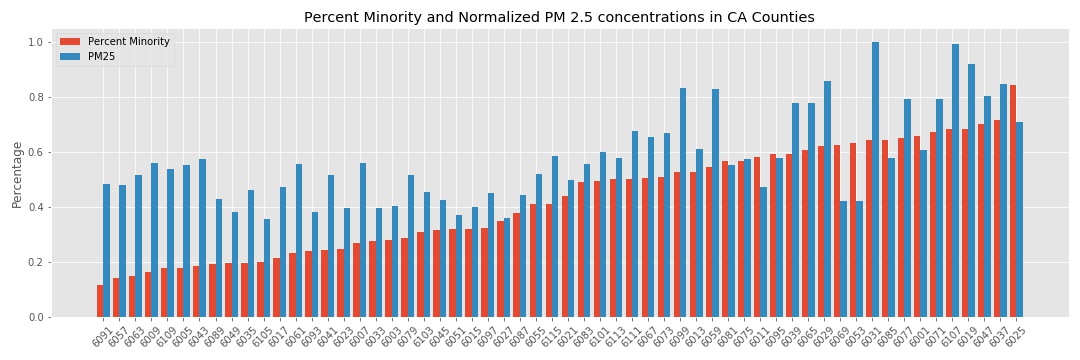 Percent Minority and Normalized PM 2.5 concentrations in CA Counties
Percent Minority
PM25
Percentage
1.0
0.8
0.6
0.4
0.2
0.0
6091 6057 6063 6009 6109 6005 6043 6089 6049 6035 6105 6017 6061 6093 6041 6023 6007 6033 6003 6079 6103 6045 6051 6015 6097 6027 6087 6055 6115 6021 6083 6101 6113 6111 6067 6073 6099 6013 6059 6081 6075 6011 6095 6039 6065 6029 6069 6053 6031 6085 6077 6001 6071 6107 6019 6047 6037 6025